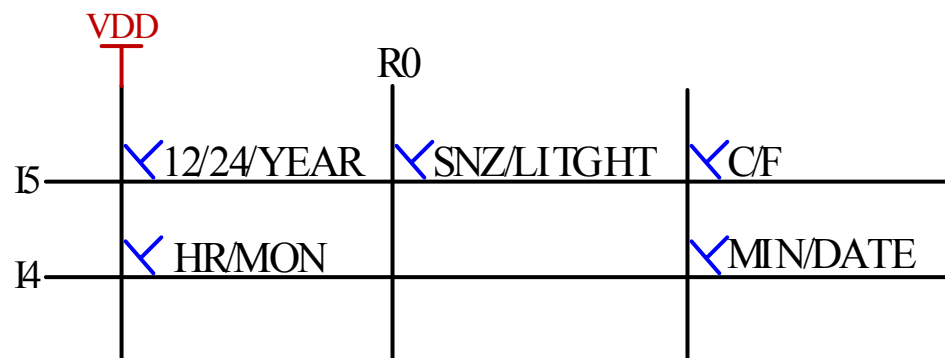 VDD
R0
I5 12/24/YEAR SNZ/LITGHT C/F
I4 HR/MON MIN/DATE